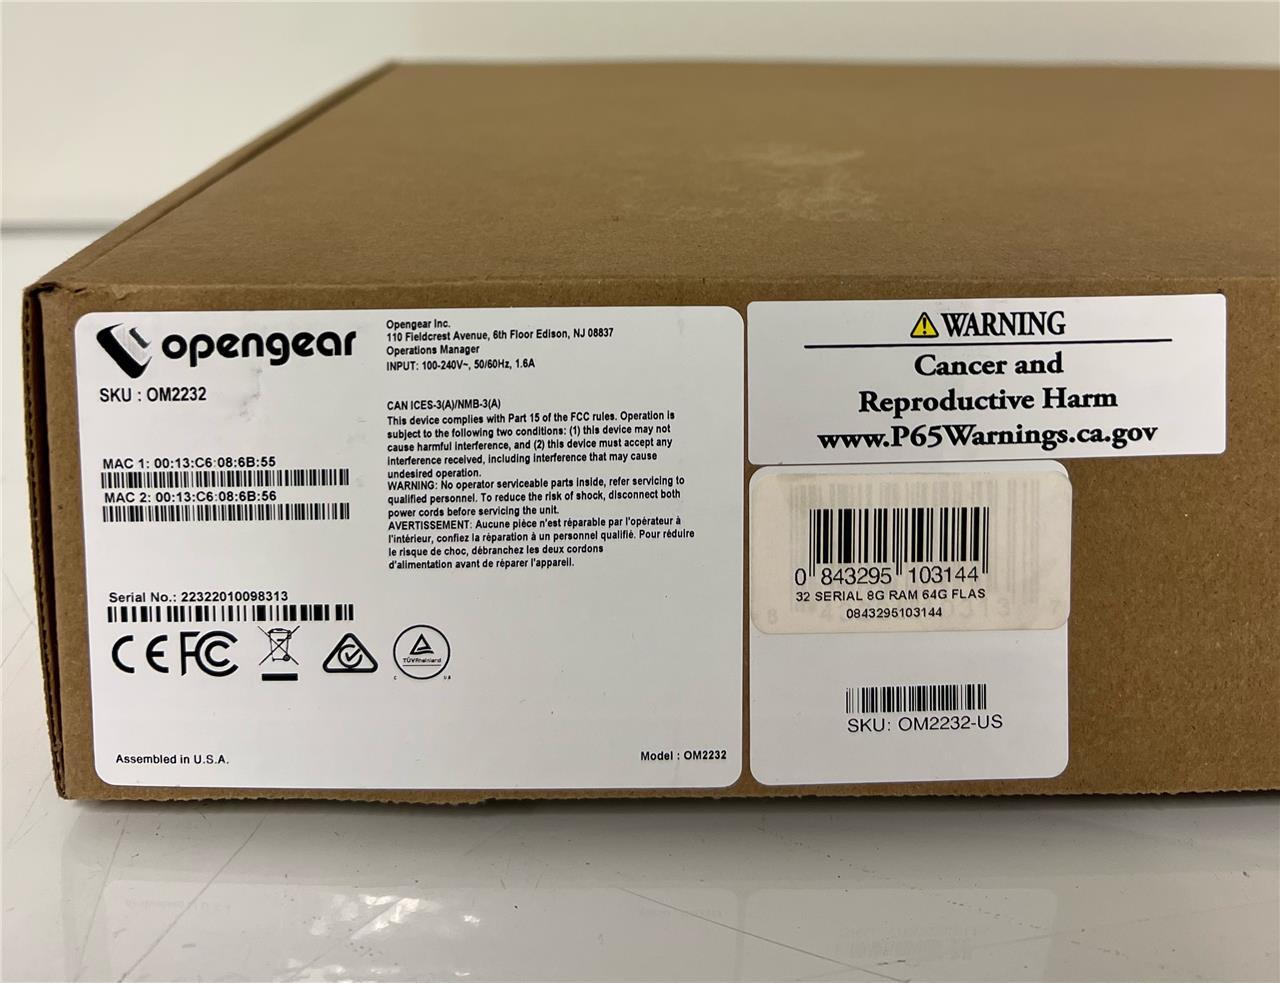 opengear
SKU : OM2232
MAC 1: 00:13:C6:08:6B:55
MAC 2: 00:13:C6:08:6B:56
Serial No.: 22322010098313
CE FC
TÜVRheinland
C US
Assembled in U.S.A.
Opengear Inc.
110 Fieldcrest Avenue, 6th Floor Edison, NJ 08837
Operations Manager
INPUT: 100-240V~, 50/60Hz, 1.6A
CAN ICES-3(A)/NMB-3(A)
This device complies with Part 15 of the FCC rules. Operation is
subject to the following two conditions: (1) this device may not
cause harmful interference, and (2) this device must accept any
interference received, including interference that may cause
undesired operation.
WARNING: No operator serviceable parts inside, refer servicing to
qualified personnel. To reduce the risk of shock, disconnect both
power cords before servicing the unit.
AVERTISSEMENT: Aucune pièce n'est réparable par l'opérateur à
l'intérieur, confiez la réparation à un personnel qualifié. Pour réduire
le risque de choc, débranchez les deux cordons
d'alimentation avant de réparer l'appareil.
Model : OM2232
WARNING
Cancer and
Reproductive Harm
www.P65Warnings.ca.gov
0 843295 103144
32 SERIAL 8G RAM 64G FLAS
0843295103144
SKU: OM2232-US